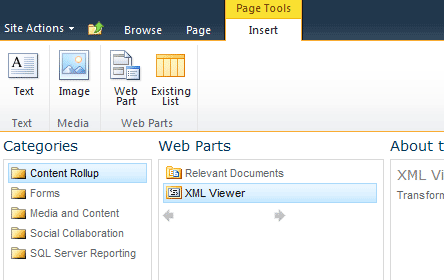 Page Tools
Site Actions Browse Page Insert
Text Image Web Part Existing List
Text Media Web Parts
Categories
Content Rollup
Forms
Media and Content
Social Collaboration
SQL Server Reporting
Web Parts
Relevant Documents
XML Viewer
About t
XML Vi
Transform